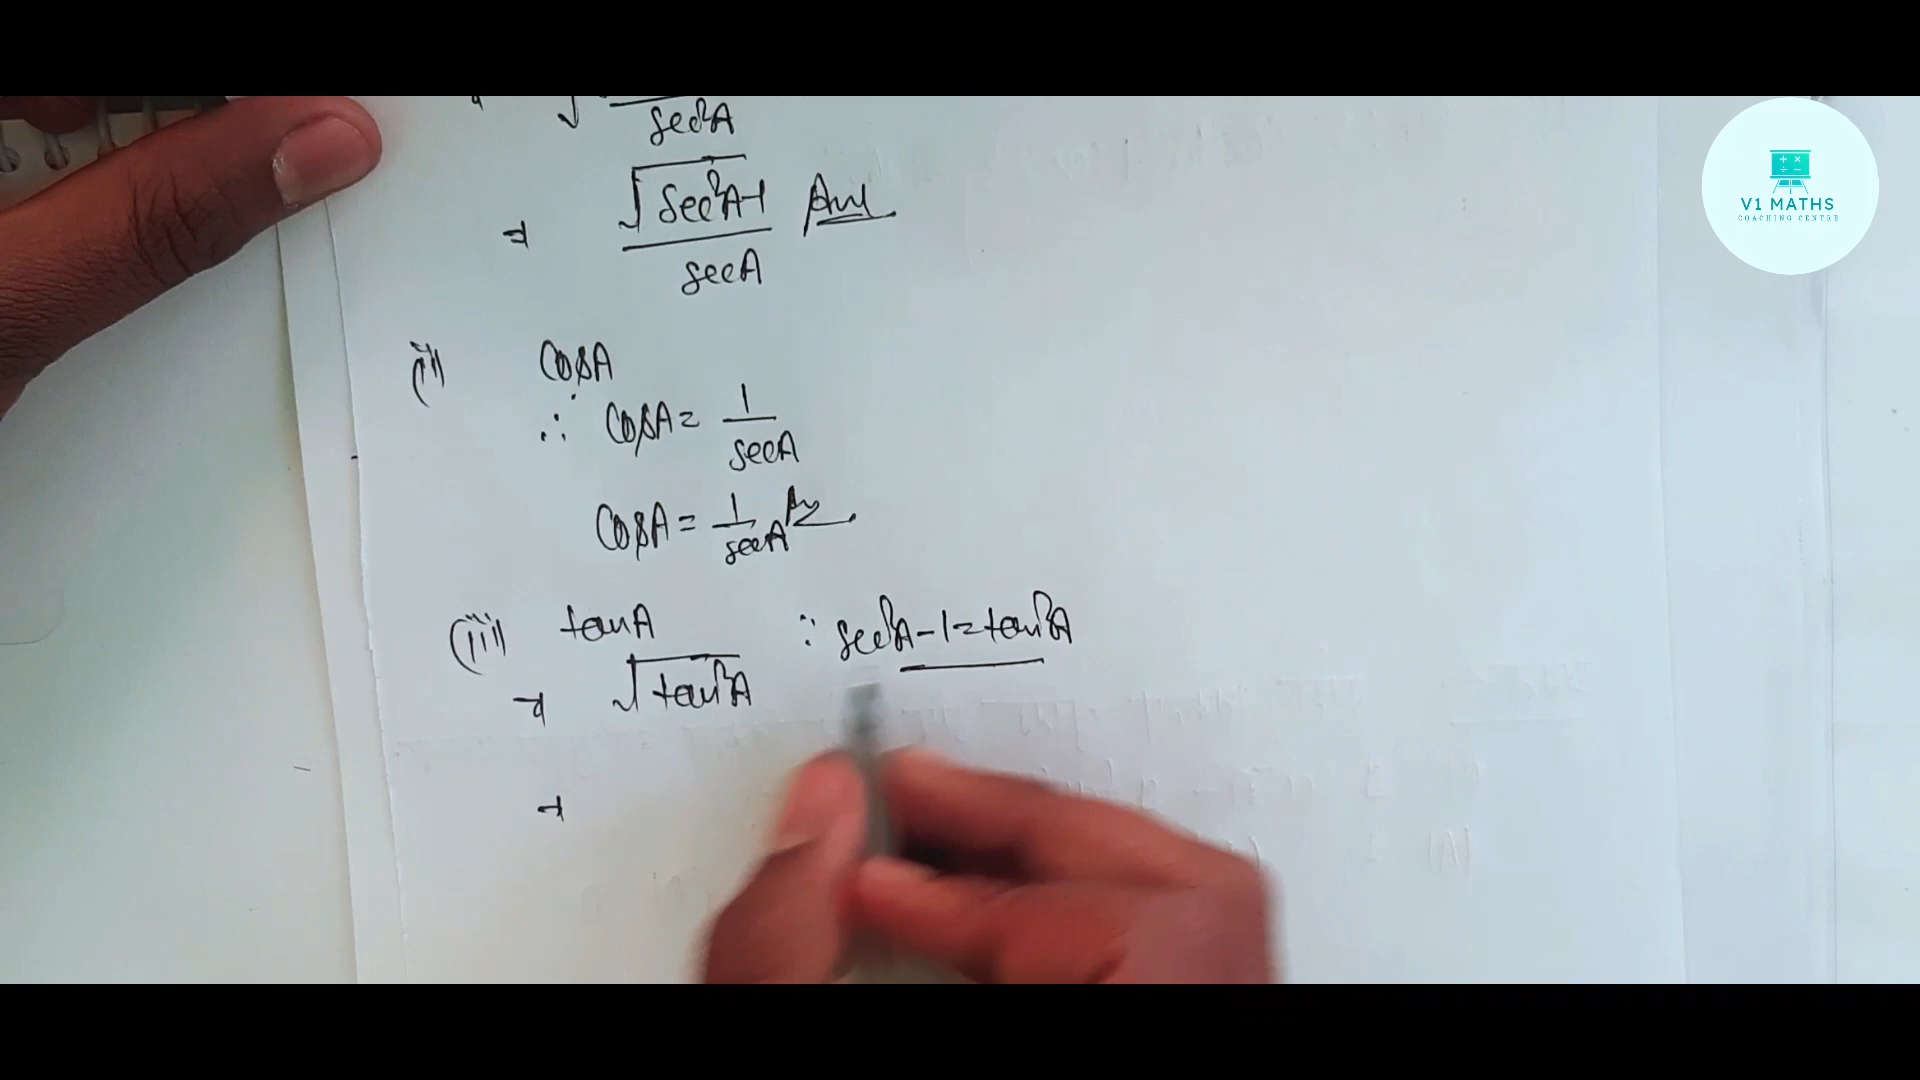 sec²A
⇒ √sec²A-1 Ans
secA
(ii) cosA
∴ cosA = 1/secA
cosA = 1/secA Ans
(iii) tanA ∵ sec²A-1=tan²A
⇒ √tan²A
⇒
V1 MATHS
COACHING CENTRE